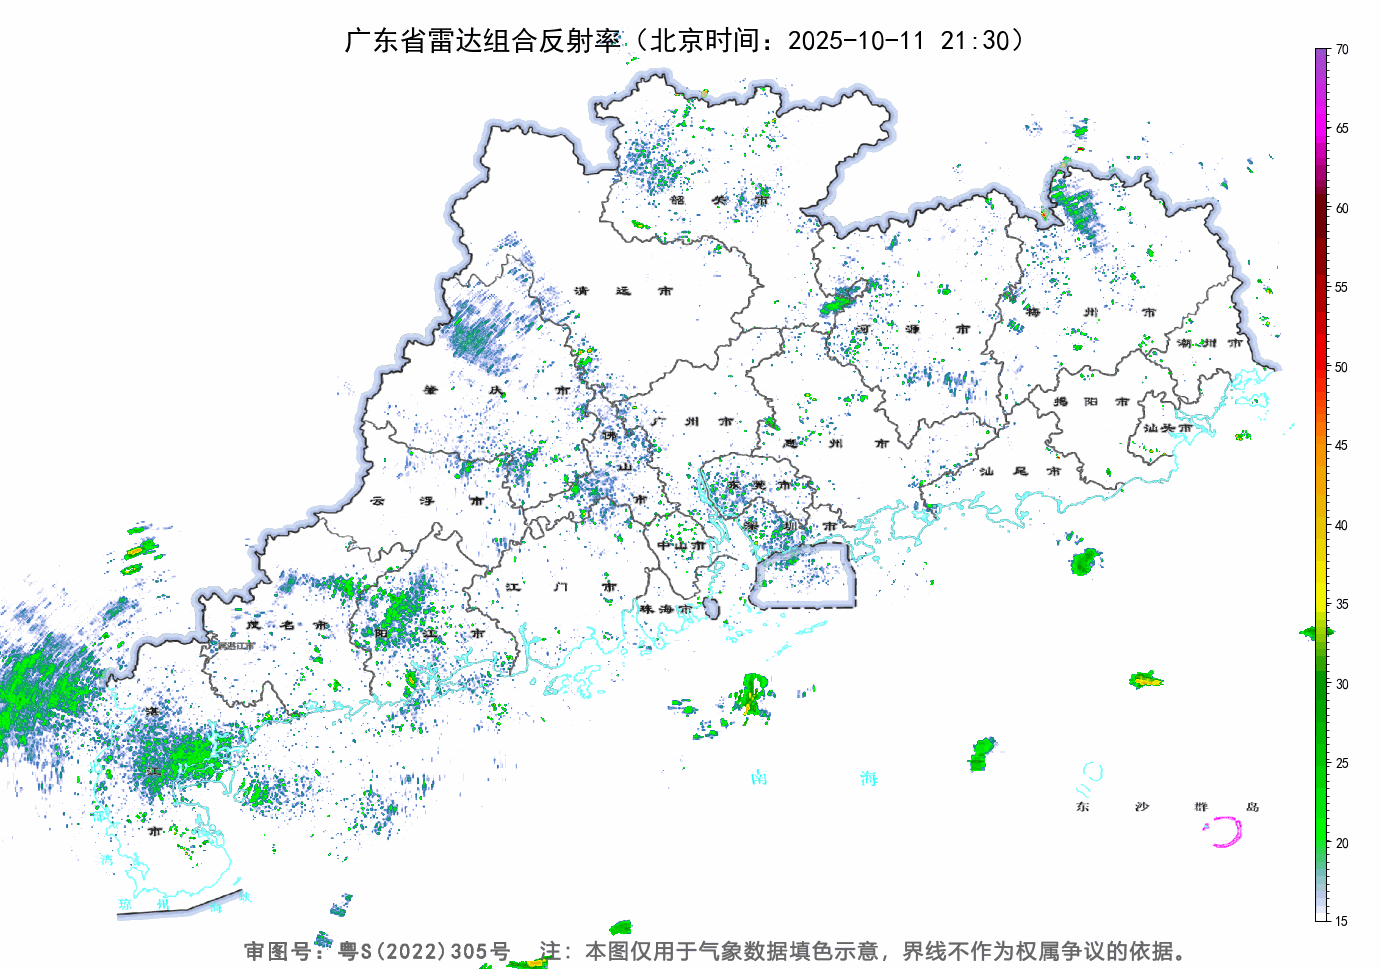 广东省雷达组合反射率（北京时间：2025-10-11 21:30）
70
65
60
55
50
45
40
35
30
25
20
15
韶 关 市
清 远 市
梅 州 市
河 源 市
潮 州 市
肇 庆 市
揭 阳 市
广 州 市
汕头市
佛
山
市
惠 州 市
汕 尾 市
东 莞 市
云 浮 市
深 圳 市
中山市
江 门 市
珠海市
茂 名 市
阳 江 市
湛
江
市
南 海
东 沙 群 岛
湾
琼 州 海 峡
审图号：粤S(2022)305号 注：本图仅用于气象数据填色示意，界线不作为权属争议的依据。